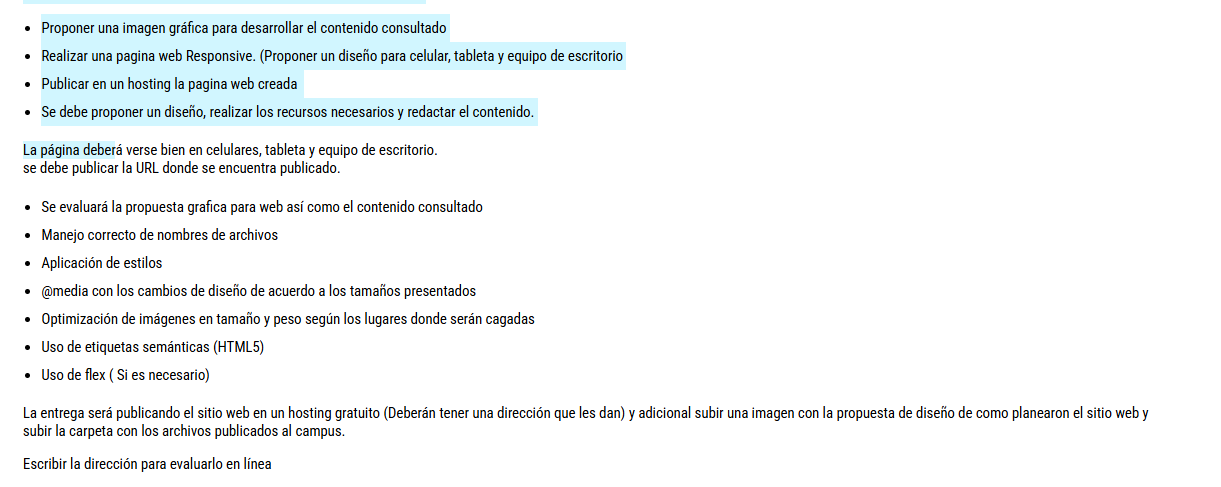 Proponer una imagen gráfica para desarrollar el contenido consultado
Realizar una pagina web Responsive. (Proponer un diseño para celular, tableta y equipo de escritorio
Publicar en un hosting la pagina web creada
Se debe proponer un diseño, realizar los recursos necesarios y redactar el contenido.
La página deberá verse bien en celulares, tableta y equipo de escritorio.
se debe publicar la URL donde se encuentra publicado.
Se evaluará la propuesta grafica para web así como el contenido consultado
Manejo correcto de nombres de archivos
Aplicación de estilos
@media con los cambios de diseño de acuerdo a los tamaños presentados
Optimización de imágenes en tamaño y peso según los lugares donde serán cagadas
Uso de etiquetas semánticas (HTML5)
Uso de flex ( Si es necesario)
La entrega será publicando el sitio web en un hosting gratuito (Deberán tener una dirección que les dan) y adicional subir una imagen con la propuesta de diseño de como planearon el sitio web y
subir la carpeta con los archivos publicados al campus.
Escribir la dirección para evaluarlo en línea